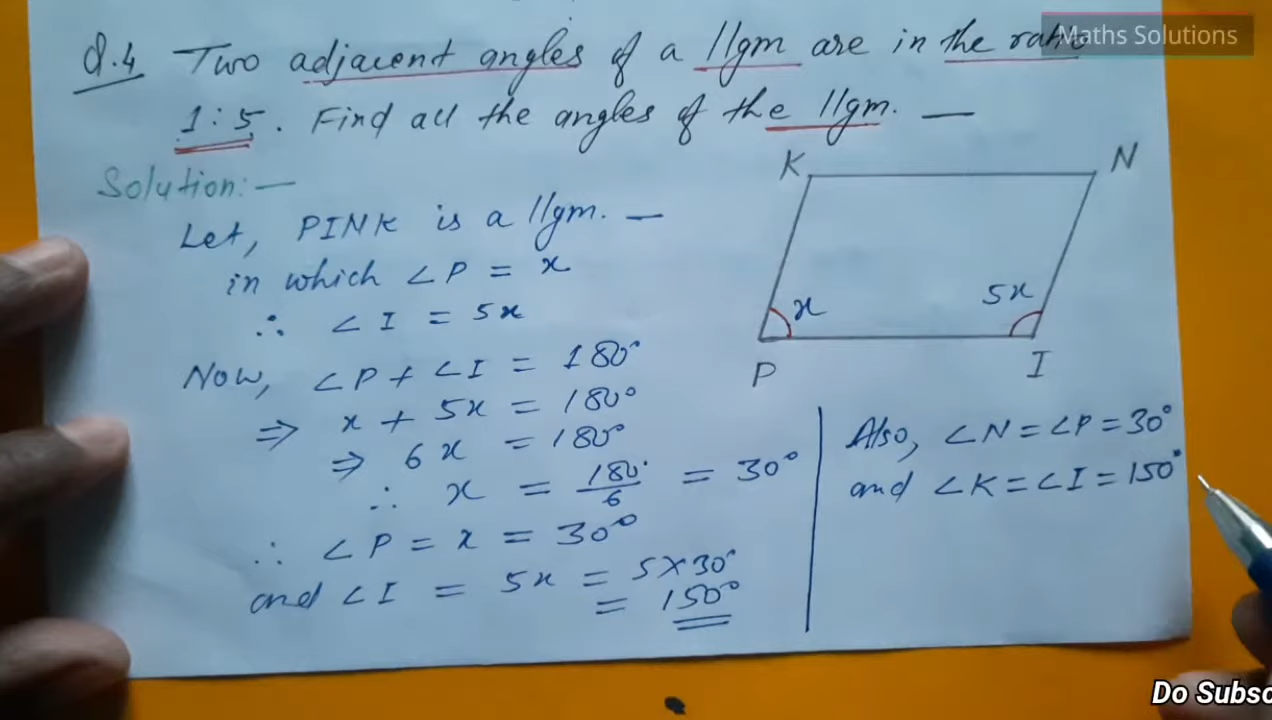 Maths Solutions
Q.4 Two adjacent angles of a //gm are in the ratio
1:5. Find all the angles of the //gm. —
Solution:—
Let, PINK is a //gm. —
in which ∠P = x
∴ ∠I = 5x
Now, ∠P + ∠I = 180°
⇒ x + 5x = 180°
⇒ 6x = 180°
∴ x = 180°/6 = 30°
∴ ∠P = x = 30°
and ∠I = 5x = 5×30°
= 150°
K N
x 5x
P I
Also, ∠N = ∠P = 30°
and ∠K = ∠I = 150°
Do Subsc